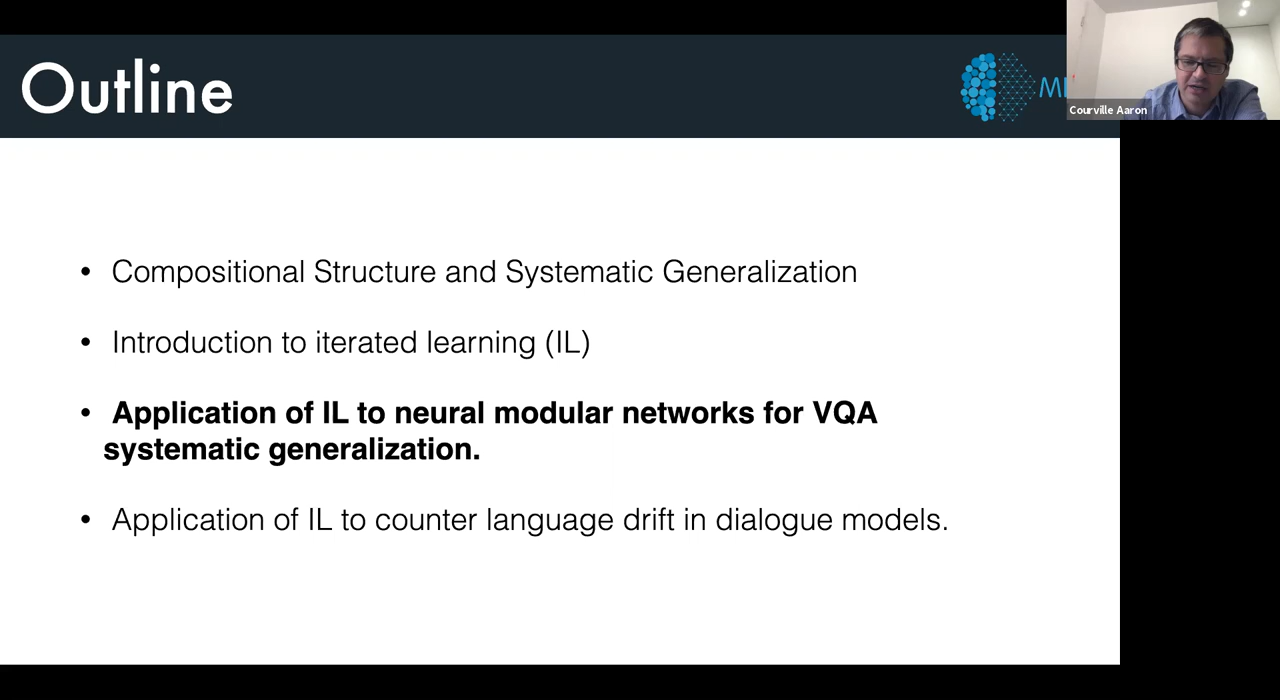 Outline
Courville Aaron
• Compositional Structure and Systematic Generalization
• Introduction to iterated learning (IL)
• Application of IL to neural modular networks for VQA
systematic generalization.
• Application of IL to counter language drift in dialogue models.